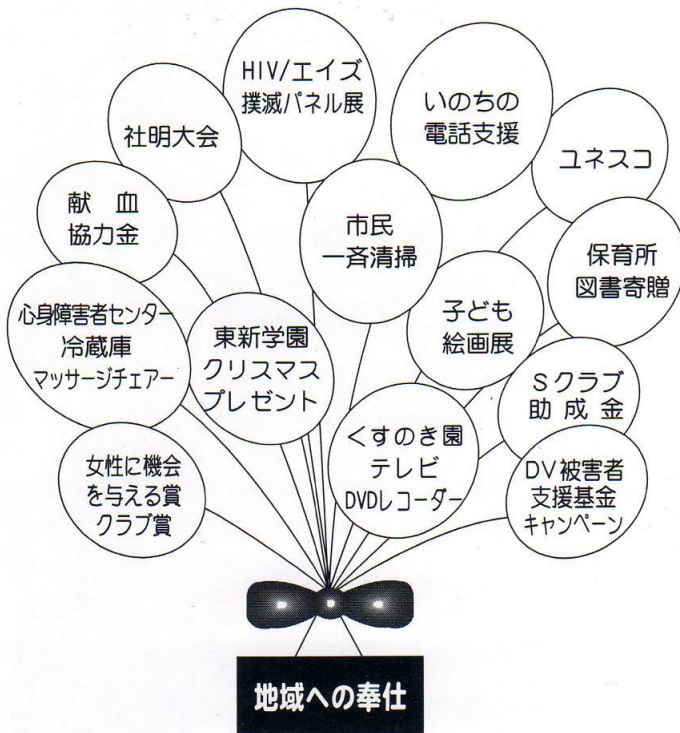 HIV/エイズ
撲滅パネル展
いのちの
電話支援
社明大会
ユネスコ
献 血
協力金
市民
一斉清掃
保育所
図書寄贈
心身障害者センター
冷蔵庫
マッサージチェアー
東新学園
クリスマス
プレゼント
子ども
絵画展
Sクラブ
助 成 金
くすのき園
テレビ
DVDレコーダー
女性に機会
を与える賞
クラブ賞
DV被害者
支援基金
キャンペーン
地域への奉仕